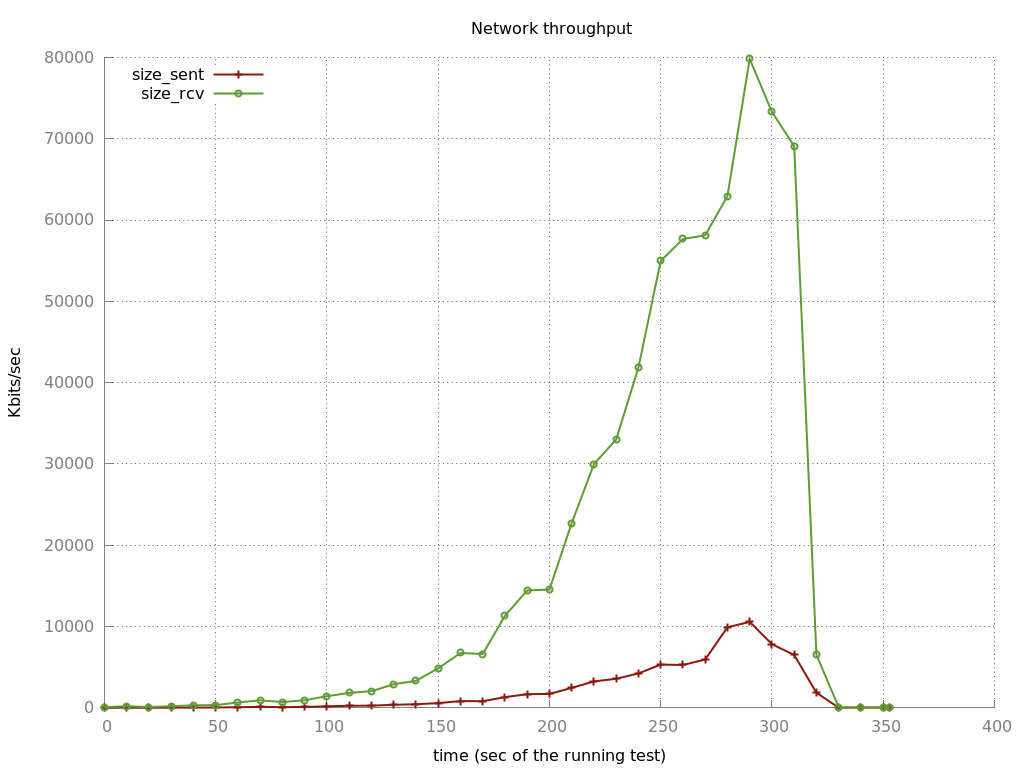 Network throughput
80000
size_sent
size_rcv
70000
60000
50000
40000
Kbits/sec
30000
20000
10000
0
0 50 100 150 200 250 300 350 400
time (sec of the running test)